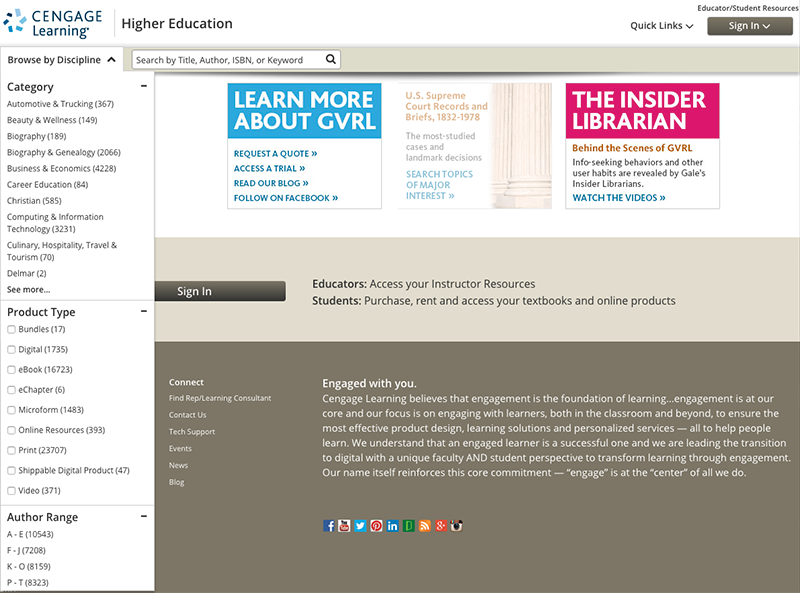 CENGAGE
Learning
Higher Education
Educator/Student Resources
Quick Links
Sign In
Browse by Discipline
Search by Title, Author, ISBN, or Keyword
Category
Automotive & Trucking (367)
Beauty & Wellness (149)
Biography (189)
Biography & Genealogy (2066)
Business & Economics (4228)
Career Education (84)
Christian (585)
Computing & Information
Technology (3231)
Culinary, Hospitality, Travel &
Tourism (70)
Delmar (2)
See more...
Product Type
Bundles (17)
Digital (1735)
eBook (16723)
eChapter (6)
Microform (1483)
Online Resources (393)
Print (23707)
Shippable Digital Product (47)
Video (371)
Author Range
A - E (10543)
F - J (7208)
K - O (8159)
P - T (8323)
LEARN MORE
ABOUT GVRL
REQUEST A QUOTE »
ACCESS A TRIAL »
READ OUR BLOG »
FOLLOW ON FACEBOOK »
U.S. Supreme
Court Records and
Briefs, 1832-1978
The most-studied
cases and
landmark decisions
SEARCH TOPICS
OF MAJOR
INTEREST »
THE INSIDER
LIBRARIAN
Behind the Scenes of GVRL
Info-seeking behaviors and other
user habits are revealed by Gale's
Insider Librarians.
WATCH THE VIDEOS »
Sign In
Educators: Access your Instructor Resources
Students: Purchase, rent and access your textbooks and online products
Connect
Find Rep/Learning Consultant
Contact Us
Tech Support
Events
News
Blog
Engaged with you.
Cengage Learning believes that engagement is the foundation of learning...engagement is at our
core and our focus is on engaging with learners, both in the classroom and beyond, to ensure the
most effective product design, learning solutions and personalized services — all to help people
learn. We understand that an engaged learner is a successful one and we are leading the transition
to digital with a unique faculty AND student perspective to transform learning through engagement.
Our name itself reinforces this core commitment — “engage” is at the “center” of all we do.